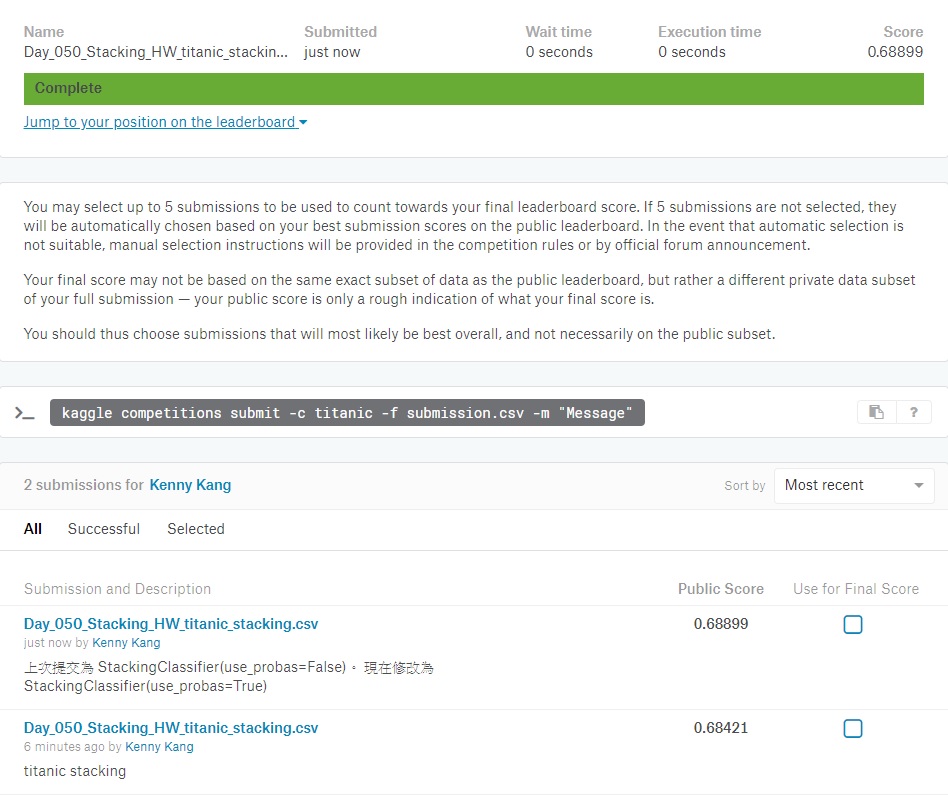 Name Submitted Wait time Execution time Score
Day_050_Stacking_HW_titanic_stackin... just now 0 seconds 0 seconds 0.68899
Complete
Jump to your position on the leaderboard
You may select up to 5 submissions to be used to count towards your final leaderboard score. If 5 submissions are not selected, they
will be automatically chosen based on your best submission scores on the public leaderboard. In the event that automatic selection is
not suitable, manual selection instructions will be provided in the competition rules or by official forum announcement.
Your final score may not be based on the same exact subset of data as the public leaderboard, but rather a different private data subset
of your full submission — your public score is only a rough indication of what your final score is.
You should thus choose submissions that will most likely be best overall, and not necessarily on the public subset.
>_ kaggle competitions submit -c titanic -f submission.csv -m "Message" ?
2 submissions for Kenny Kang Sort by Most recent
All Successful Selected
Submission and Description Public Score Use for Final Score
Day_050_Stacking_HW_titanic_stacking.csv 0.68899
just now by Kenny Kang
上次提交為 StackingClassifier(use_probas=False)。 現在修改為
StackingClassifier(use_probas=True)
Day_050_Stacking_HW_titanic_stacking.csv 0.68421
6 minutes ago by Kenny Kang
titanic stacking